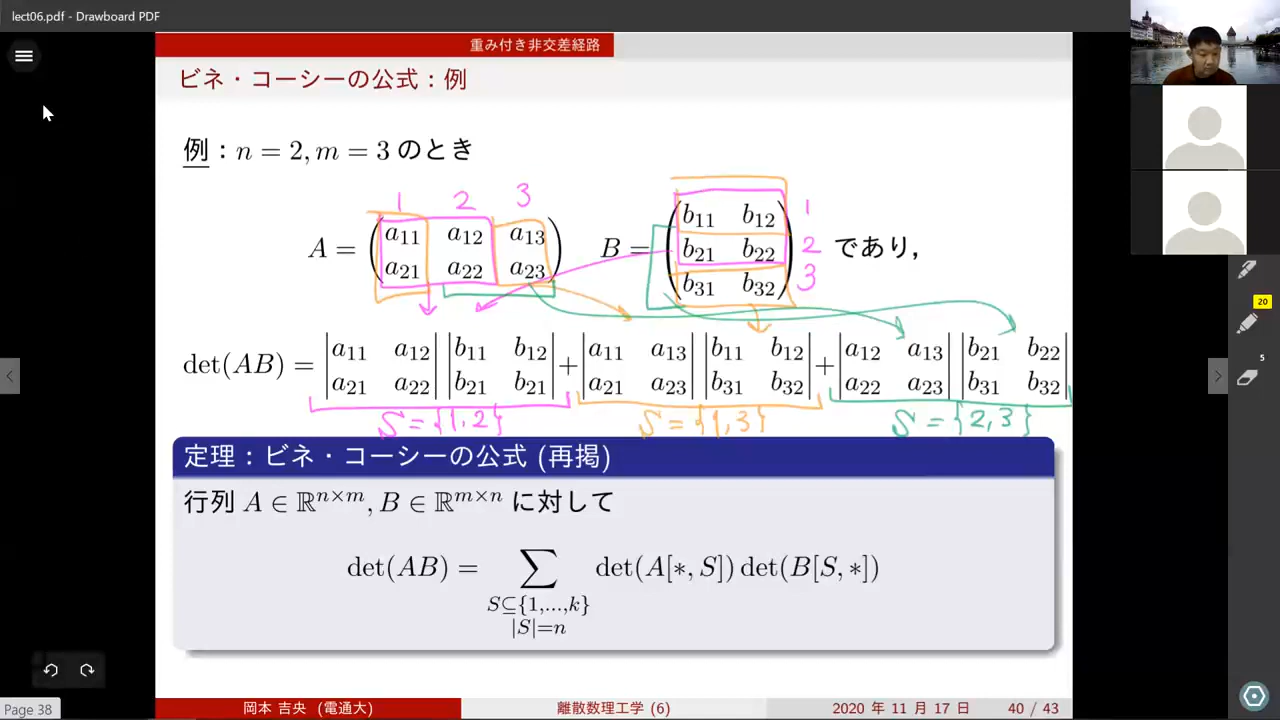 lect06.pdf - Drawboard PDF
重み付き非交差経路
ビネ・コーシーの公式：例
例：n = 2, m = 3 のとき
1 2 3
A = (a11 a12 a13
a21 a22 a23)
B = (b11 b12
b21 b22
b31 b32)
1
2
3
であり，
det(AB) = |a11 a12
a21 a22| |b11 b12
b21 b21| + |a11 a13
a21 a23| |b11 b12
b31 b32| + |a12 a13
a22 a23| |b21 b22
b31 b32|
S = {1,2} S = {1,3} S = {2,3}
定理：ビネ・コーシーの公式 (再掲)
行列 A ∈ ℝn×m, B ∈ ℝm×n に対して
det(AB) = ∑ det(A[∗, S]) det(B[S, ∗])
S⊆{1,...,k}
|S|=n
20
5
Page 38
岡本 吉央 (電通大) 離散数理工学 (6) 2020 年 11 月 17 日 40 / 43